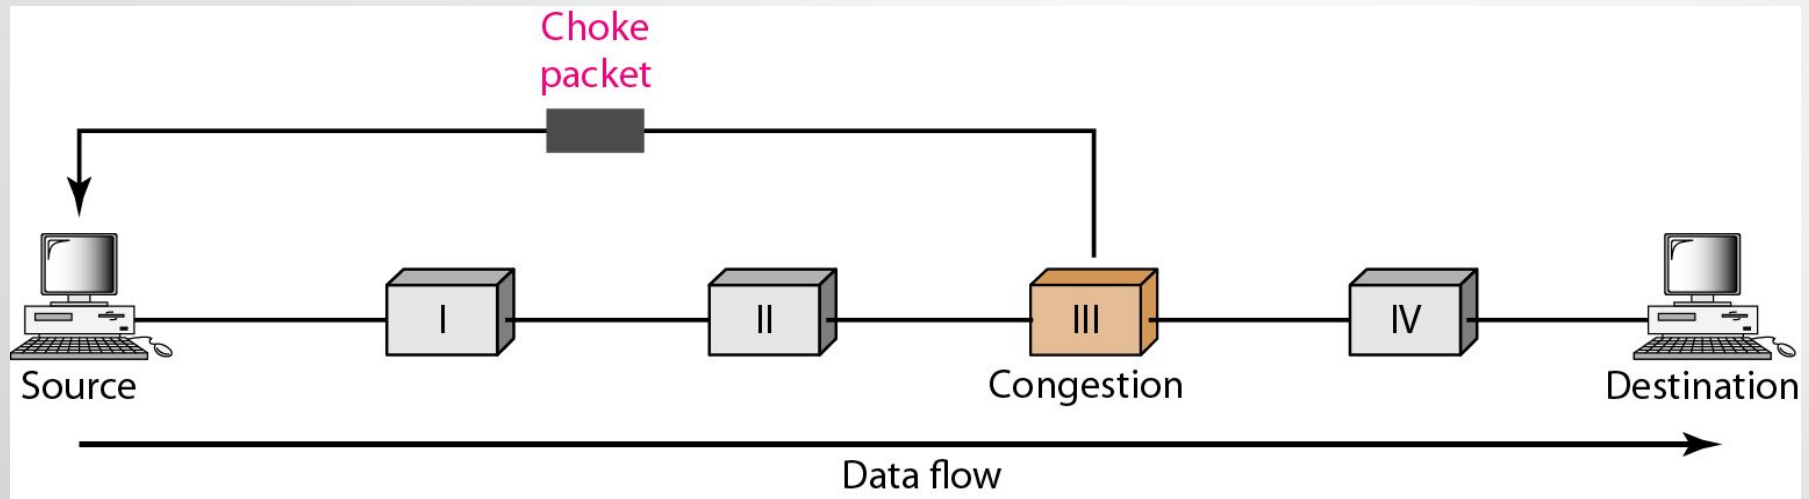 Choke
packet
I
II
III
IV
Source
Congestion
Destination
Data flow